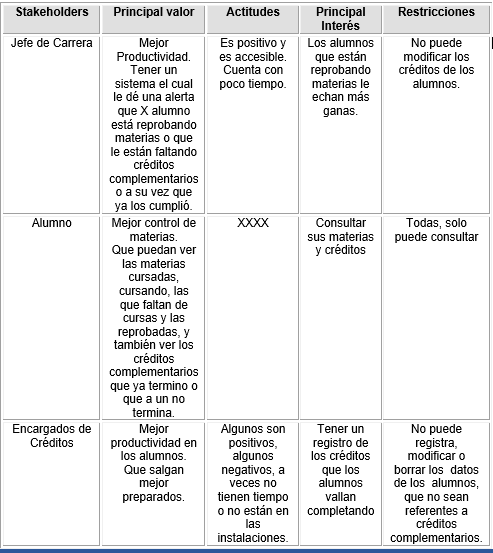 Stakeholders Principal valor Actitudes Principal Interés Restricciones
Jefe de Carrera
Mejor
Productividad.
Tener un
sistema el cual
le dé una alerta
que X alumno
está reprobando
materias o que
le están faltando
créditos
complementarios
o a su vez que
ya los cumplió.
Es positivo y
es accesible.
Cuenta con
poco tiempo.
Los alumnos
que están
reprobando
materias le
echan más
ganas.
No puede
modificar los
créditos de los
alumnos.
Alumno
Mejor control de
materias.
Que puedan ver
las materias
cursadas,
cursando, las
que faltan de
cursas y las
reprobadas, y
también ver los
créditos
complementarios
que ya termino o
que a un no
termina.
XXXX
Consultar
sus materias
y créditos
Todas, solo
puede consultar
Encargados de
Créditos
Mejor
productividad en
los alumnos.
Que salgan
mejor
preparados.
Algunos son
positivos,
algunos
negativos, a
veces no
tienen tiempo
o no están en
las
instalaciones.
Tener un
registro de
los créditos
que los
alumnos
vallan
completando
No puede
registra,
modificar o
borrar los datos
de los alumnos,
que no sean
referentes a
créditos
complementarios.